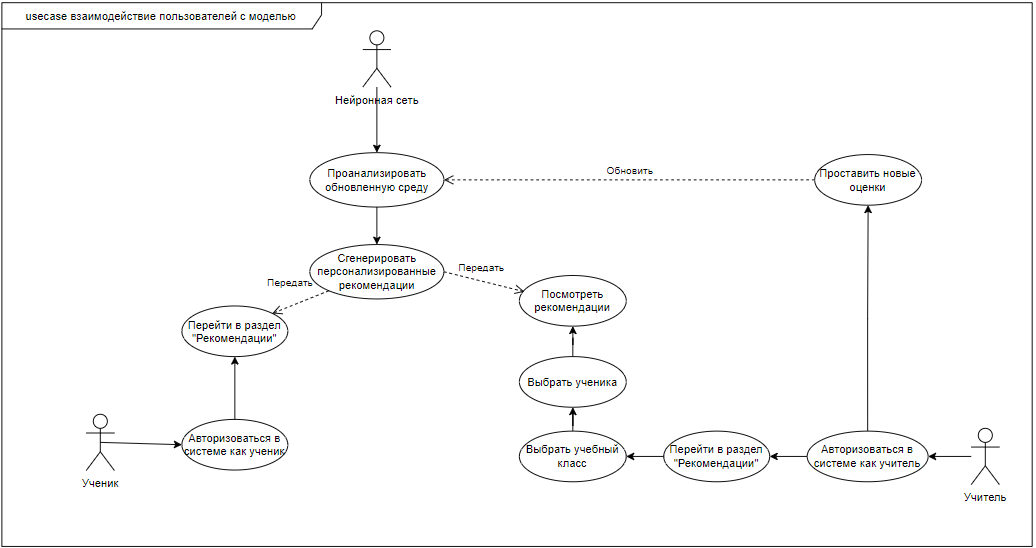 usecase взаимодействие пользователей с моделью
Нейронная сеть
Проанализировать
обновленную среду
Обновить
Проставить новые
оценки
Сгенерировать
персонализированные
рекомендации
Передать
Передать
Посмотреть
рекомендации
Перейти в раздел
"Рекомендации"
Выбрать ученика
Авторизоваться в
системе как ученик
Ученик
Выбрать учебный
класс
Перейти в раздел
"Рекомендации"
Авторизоваться в
системе как учитель
Учитель